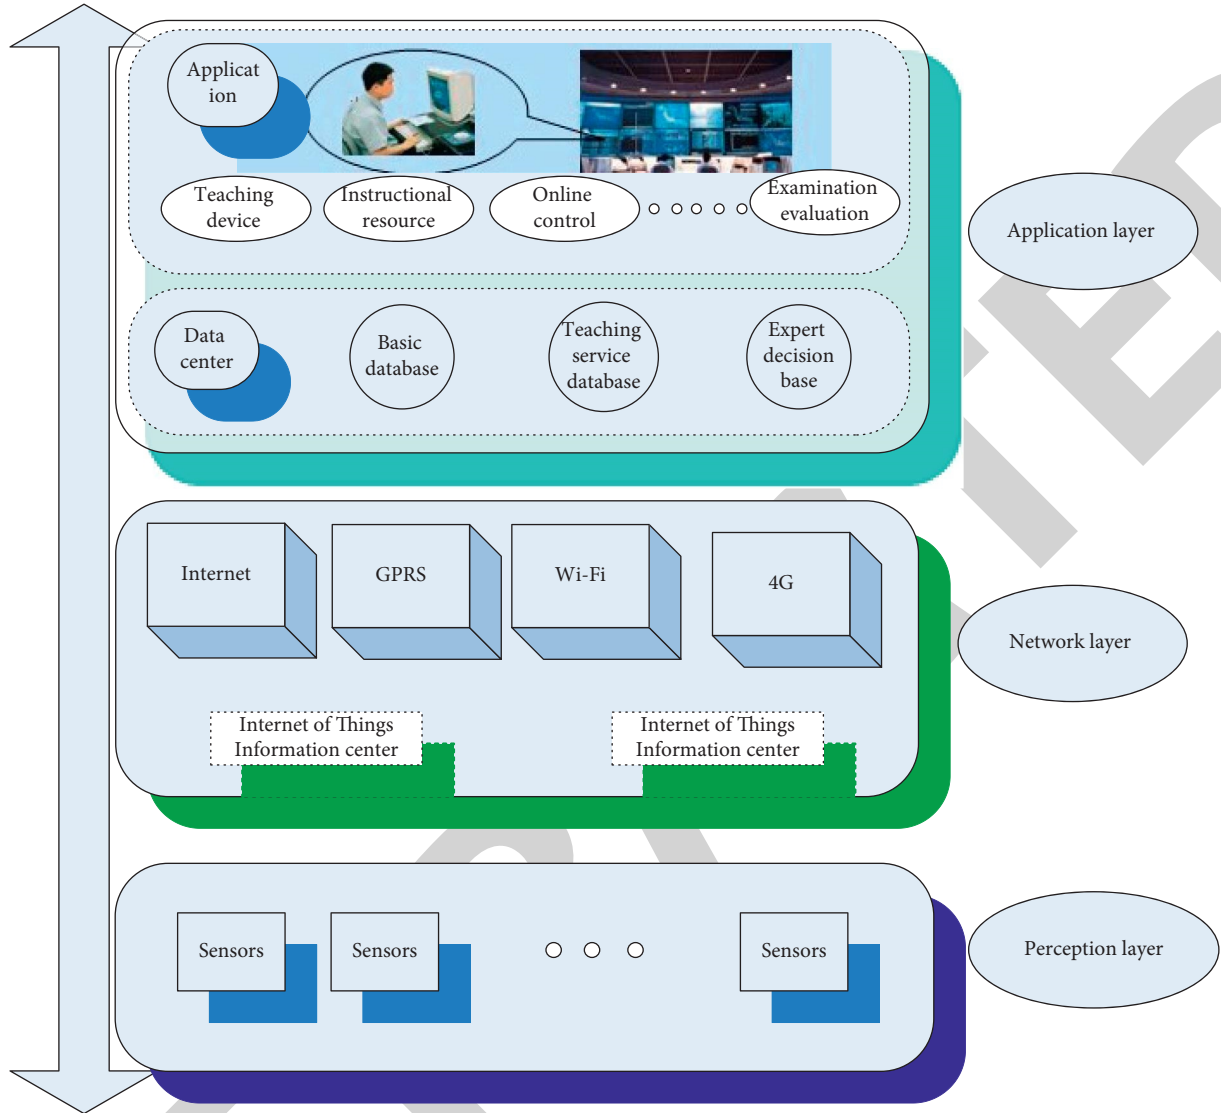 Applicat
ion
Teaching
device
Instructional
resource
Online
control
Examination
evaluation
Application layer
Data
center
Basic
database
Teaching
service
database
Expert
decision
base
Internet
GPRS
Wi-Fi
4G
Network layer
Internet of Things
Information center
Internet of Things
Information center
Sensors
Sensors
Sensors
Perception layer